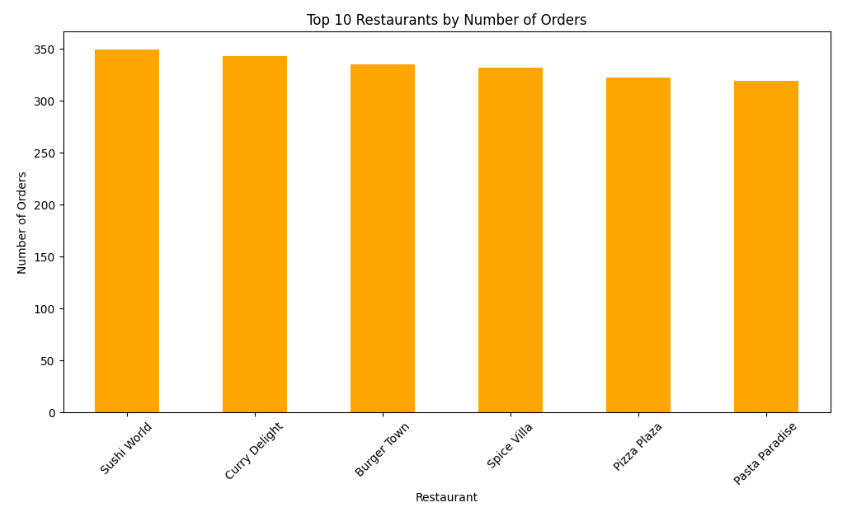 Top 10 Restaurants by Number of Orders
Number of Orders
350
300
250
200
150
100
50
0
Sushi World
Curry Delight
Burger Town
Spice Villa
Pizza Plaza
Pasta Paradise
Restaurant